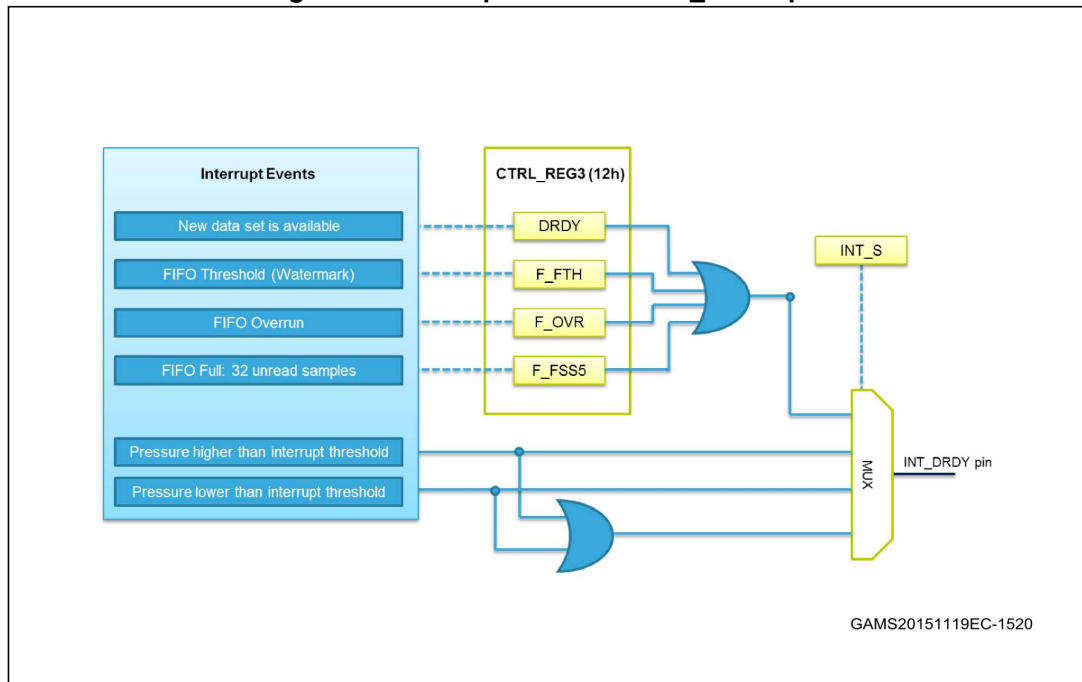 Interrupt Events
CTRL_REG3 (12h)
New data set is available
DRDY
FIFO Threshold (Watermark)
F_FTH
INT_S
FIFO Overrun
F_OVR
FIFO Full: 32 unread samples
F_FSS5
Pressure higher than interrupt threshold
Pressure lower than interrupt threshold
MUX
INT_DRDY pin
GAMS20151119EC-1520